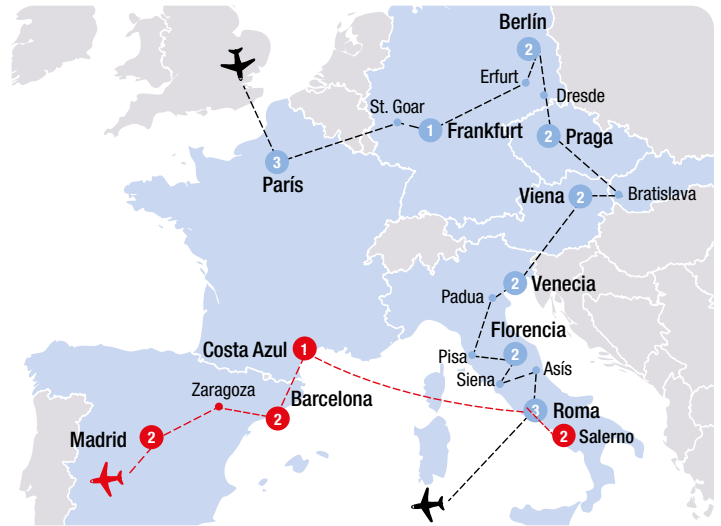 Berlín
2
Erfurt
Dresde
St. Goar
1
Frankfurt
2
Praga
3
París
Viena
2
Bratislava
2
Venecia
Padua
Florencia
Costa Azul
1
Pisa
2
Asís
Siena
Zaragoza
Barcelona
2
3
Roma
Madrid
2
2
Salerno